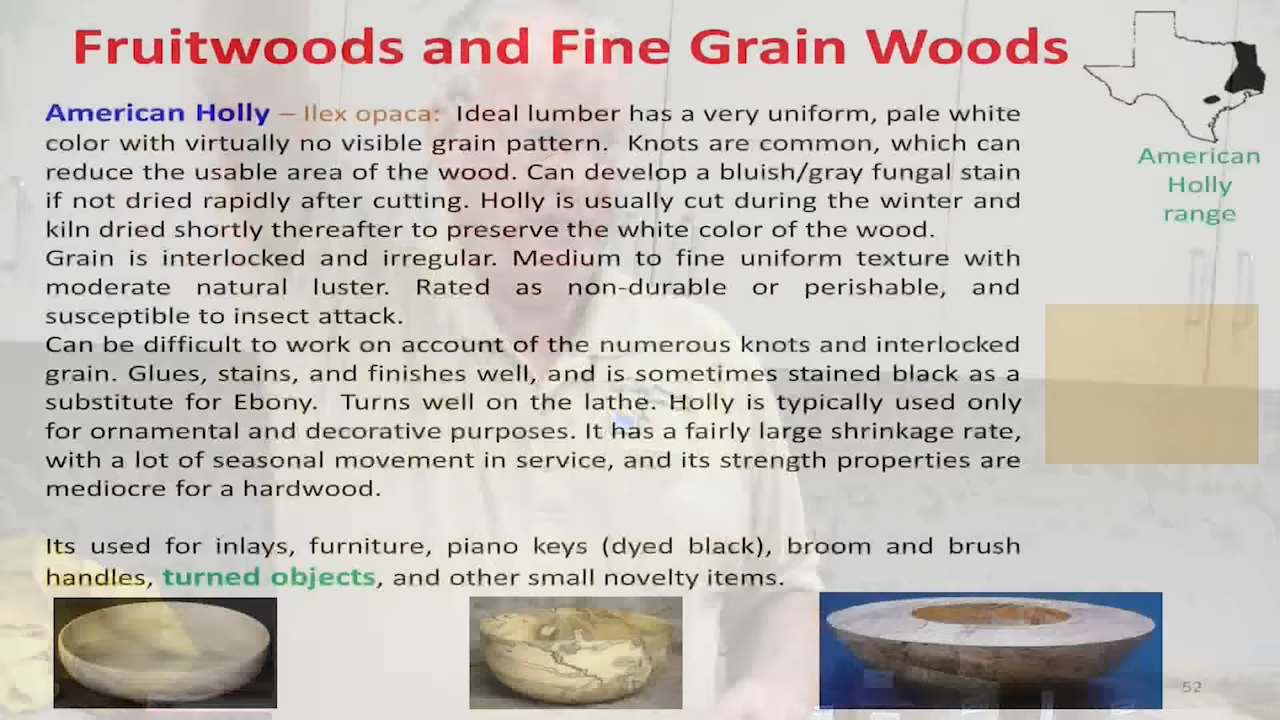 Fruitwoods and Fine Grain Woods
American Holly – Ilex opaca: Ideal lumber has a very uniform, pale white
color with virtually no visible grain pattern. Knots are common, which can
reduce the usable area of the wood. Can develop a bluish/gray fungal stain
if not dried rapidly after cutting. Holly is usually cut during the winter and
kiln dried shortly thereafter to preserve the white color of the wood.
Grain is interlocked and irregular. Medium to fine uniform texture with
moderate natural luster. Rated as non-durable or perishable, and
susceptible to insect attack.
Can be difficult to work on account of the numerous knots and interlocked
grain. Glues, stains, and finishes well, and is sometimes stained black as a
substitute for Ebony. Turns well on the lathe. Holly is typically used only
for ornamental and decorative purposes. It has a fairly large shrinkage rate,
with a lot of seasonal movement in service, and its strength properties are
mediocre for a hardwood.
Its used for inlays, furniture, piano keys (dyed black), broom and brush
handles, turned objects, and other small novelty items.
American
Holly
range
52